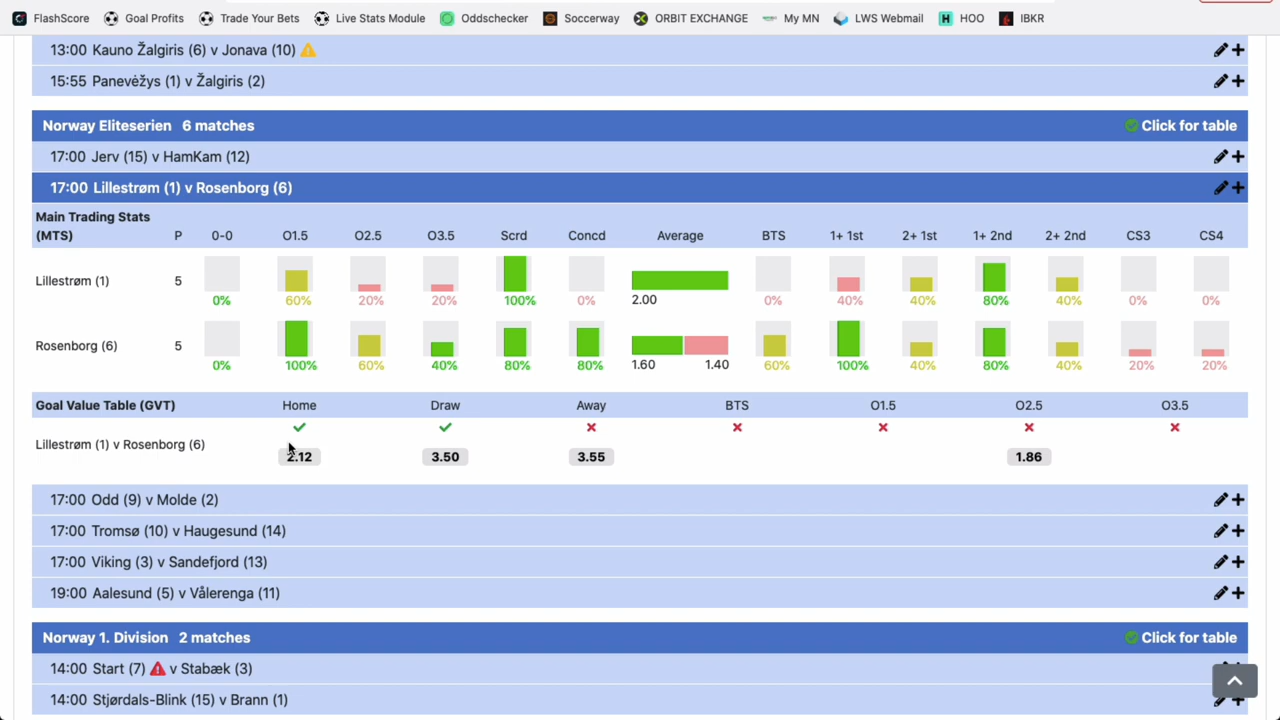 FlashScore Goal Profits Trade Your Bets Live Stats Module Oddschecker Soccerway ORBIT EXCHANGE My MN LWS Webmail HOO IBKR
13:00 Kauno Žalgiris (6) v Jonava (10)
15:55 Panevėžys (1) v Žalgiris (2)
Norway Eliteserien 6 matches Click for table
17:00 Jerv (15) v HamKam (12)
17:00 Lillestrøm (1) v Rosenborg (6)
Main Trading Stats
(MTS) P 0-0 O1.5 O2.5 O3.5 Scrd Concd Average BTS 1+ 1st 2+ 1st 1+ 2nd 2+ 2nd CS3 CS4
Lillestrøm (1) 5
0% 60% 20% 20% 100% 0% 2.00 0% 40% 40% 80% 40% 0% 0%
Rosenborg (6) 5
0% 100% 60% 40% 80% 80% 1.60 1.40 60% 100% 40% 80% 40% 20% 20%
Goal Value Table (GVT) Home Draw Away BTS O1.5 O2.5 O3.5
Lillestrøm (1) v Rosenborg (6)
2.12 3.50 3.55 1.86
17:00 Odd (9) v Molde (2)
17:00 Tromsø (10) v Haugesund (14)
17:00 Viking (3) v Sandefjord (13)
19:00 Aalesund (5) v Vålerenga (11)
Norway 1. Division 2 matches Click for table
14:00 Start (7) v Stabæk (3)
14:00 Stjørdals-Blink (15) v Brann (1)